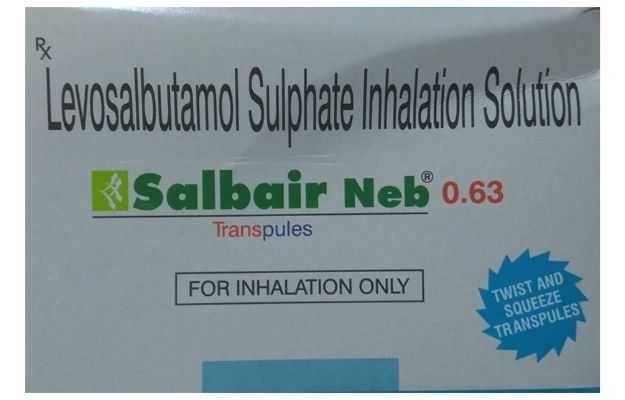 Rx
Levosalbutamol Sulphate Inhalation Solution
Salbair Neb® 0.63
Transpules
FOR INHALATION ONLY
TWIST AND
SQUEEZE
TRANSPULES